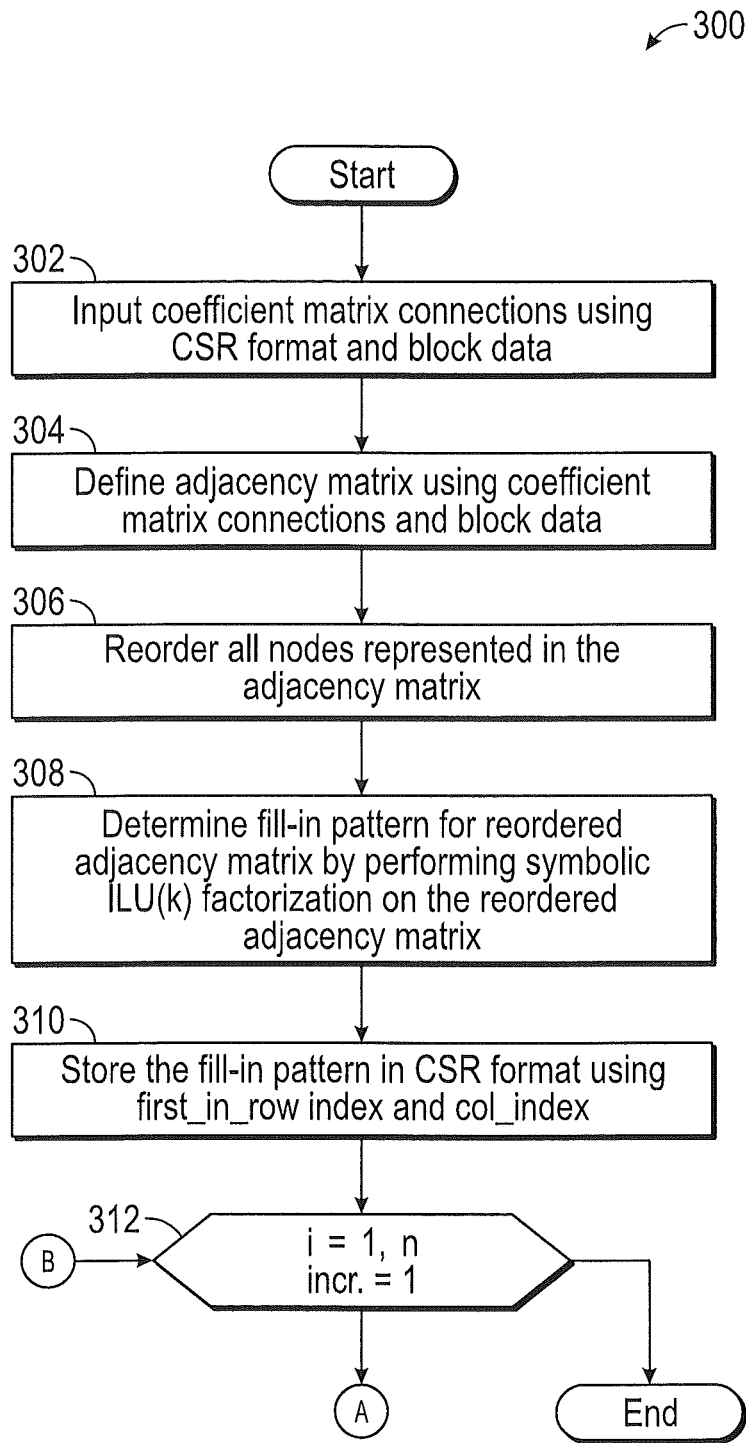 300
Start
302
Input coefficient matrix connections using
CSR format and block data
304
Define adjacency matrix using coefficient
matrix connections and block data
306
Reorder all nodes represented in the
adjacency matrix
308
Determine fill-in pattern for reordered
adjacency matrix by performing symbolic
ILU(k) factorization on the reordered
adjacency matrix
310
Store the fill-in pattern in CSR format using
first_in_row index and col_index
312
i = 1, n
incr. = 1
B
A
End